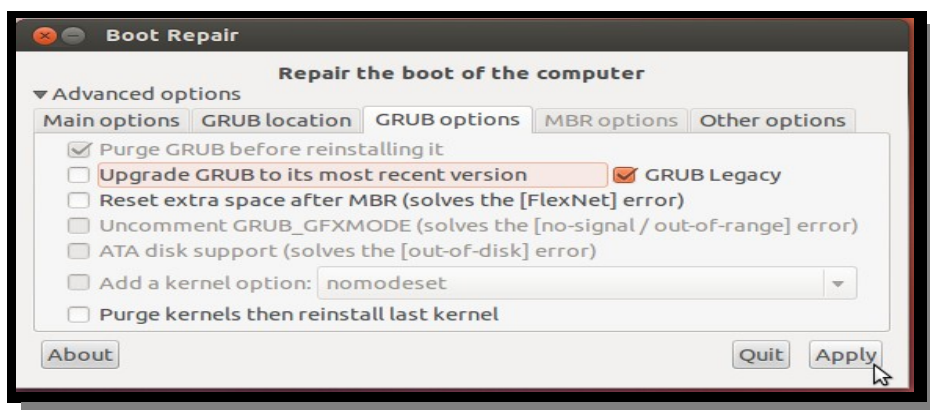 Boot Repair
Repair the boot of the computer
Advanced options
Main options GRUB location GRUB options MBR options Other options
Purge GRUB before reinstalling it
Upgrade GRUB to its most recent version GRUB Legacy
Reset extra space after MBR (solves the [FlexNet] error)
Uncomment GRUB_GFXMODE (solves the [no-signal / out-of-range] error)
ATA disk support (solves the [out-of-disk] error)
Add a kernel option: nomodeset
Purge kernels then reinstall last kernel
About Quit Apply